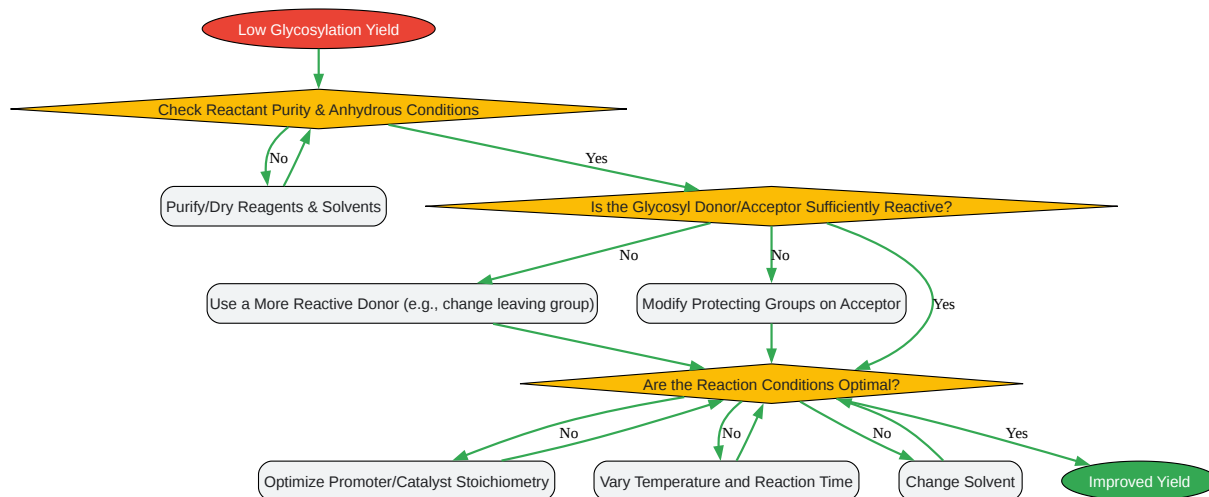 Low Glycosylation Yield
Check Reactant Purity & Anhydrous Conditions
No
Yes
Purify/Dry Reagents & Solvents
Is the Glycosyl Donor/Acceptor Sufficiently Reactive?
No
No
Use a More Reactive Donor (e.g., change leaving group)
Modify Protecting Groups on Acceptor
Yes
Are the Reaction Conditions Optimal?
No
No
No
Yes
Optimize Promoter/Catalyst Stoichiometry
Vary Temperature and Reaction Time
Change Solvent
Improved Yield